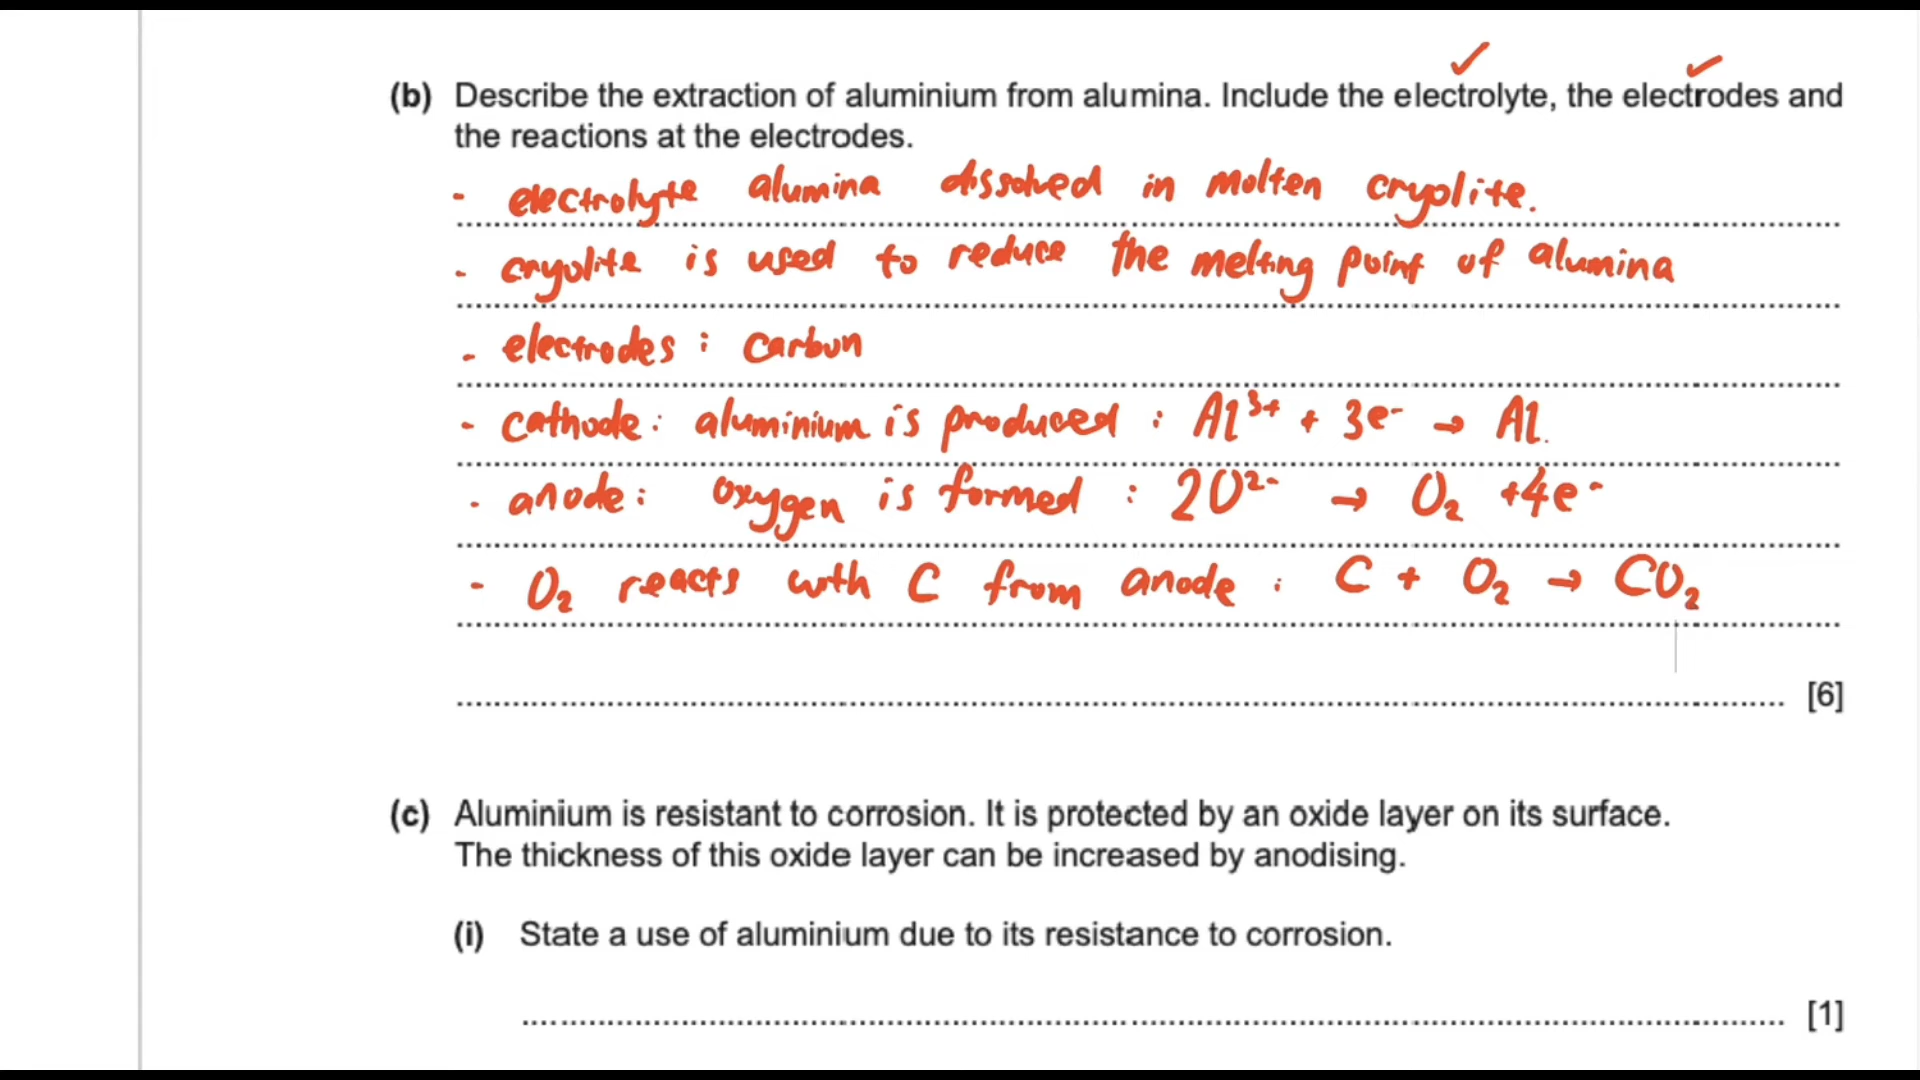 (b) Describe the extraction of aluminium from alumina. Include the electrolyte, the electrodes and
the reactions at the electrodes.
- electrolyte alumina dissolved in molten cryolite.
- cryolite is used to reduce the melting point of alumina
- electrodes : carbon
- cathode : aluminium is produced : Al³⁺ + 3e⁻ → Al.
- anode : oxygen is formed : 2O²⁻ → O₂ +4e⁻
- O₂ reacts with C from anode : C + O₂ → CO₂
[6]
(c) Aluminium is resistant to corrosion. It is protected by an oxide layer on its surface.
The thickness of this oxide layer can be increased by anodising.
(i) State a use of aluminium due to its resistance to corrosion.
[1]